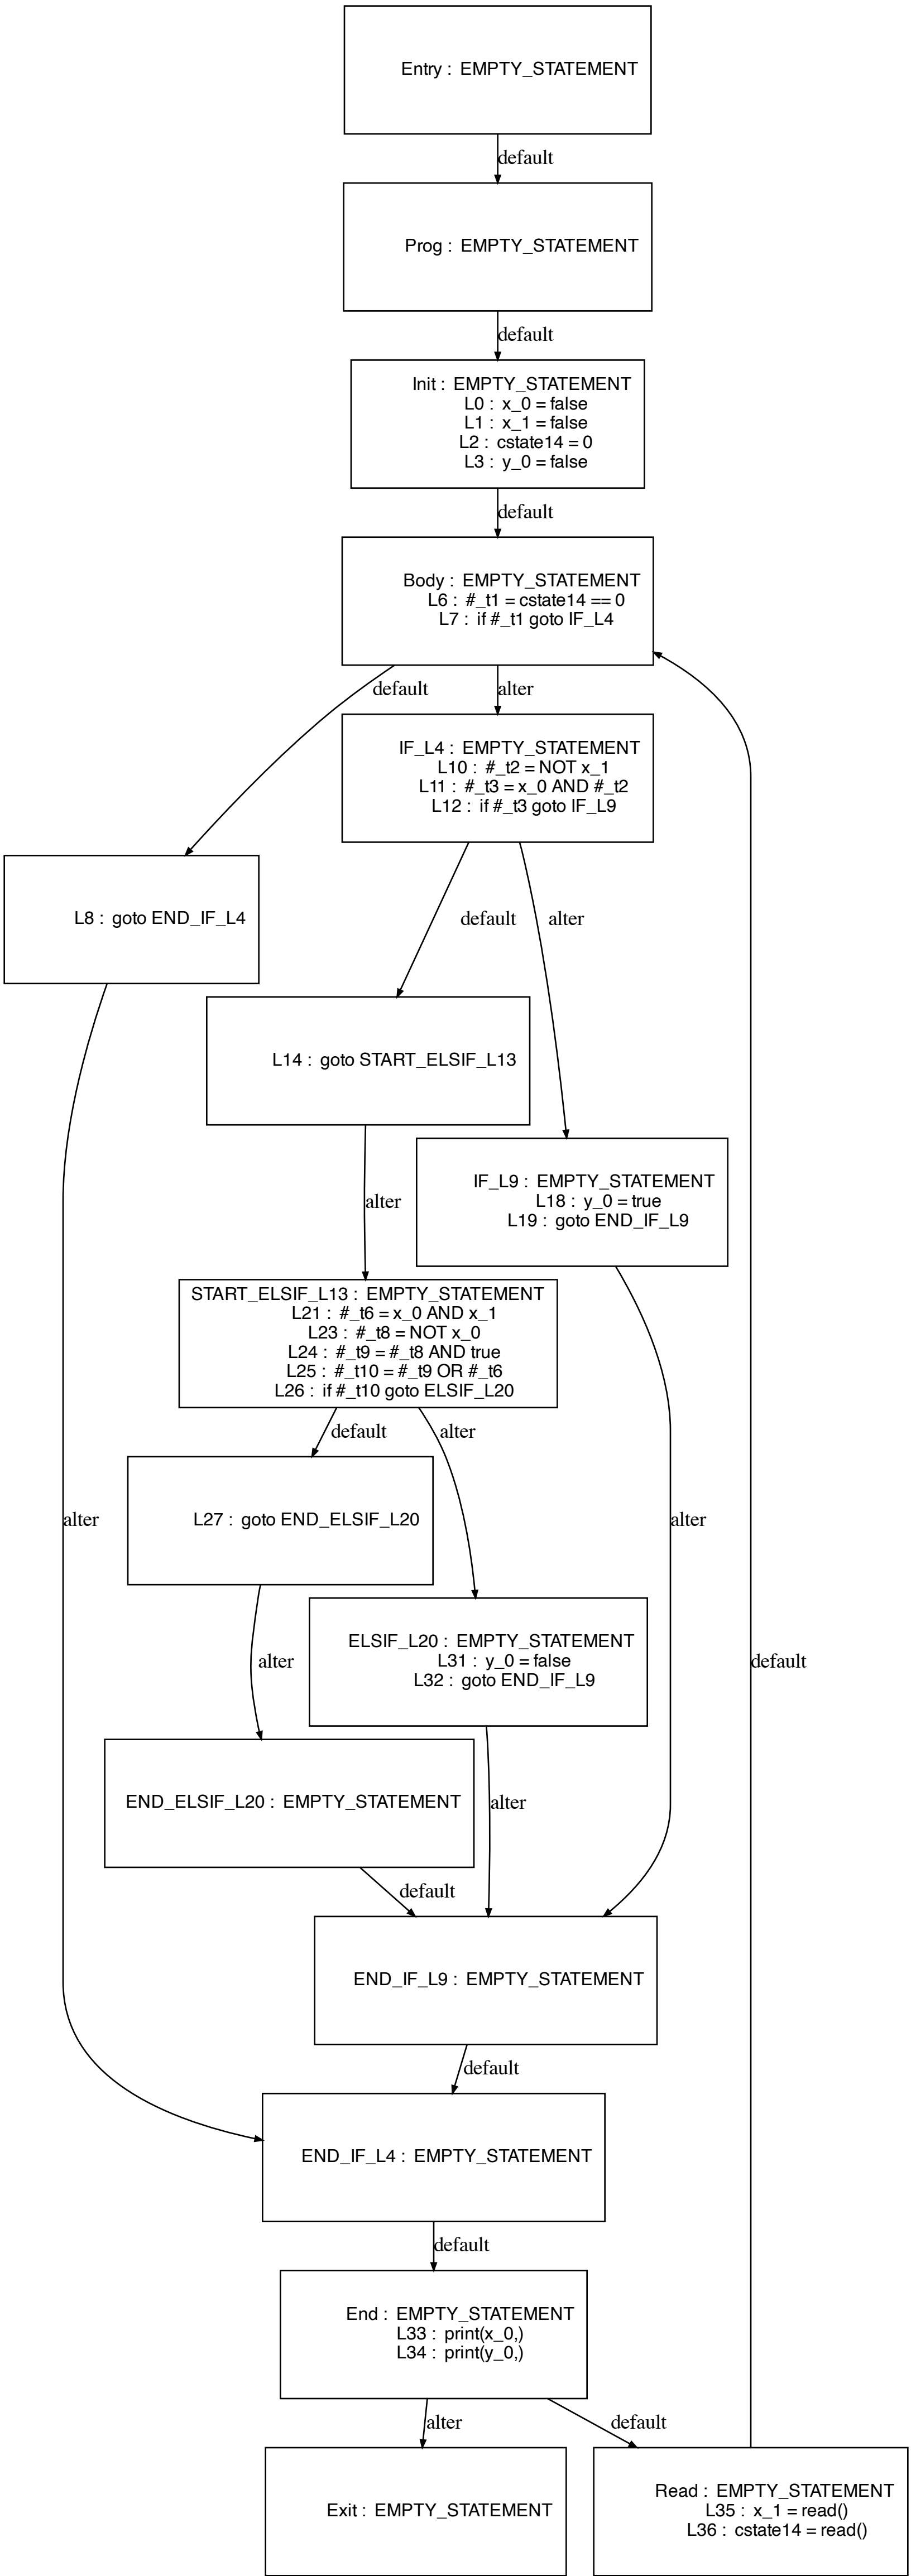 Entry : EMPTY_STATEMENT
default
Prog : EMPTY_STATEMENT
default
Init : EMPTY_STATEMENT
L0 : x_0 = false
L1 : x_1 = false
L2 : cstate14 = 0
L3 : y_0 = false
default
Body : EMPTY_STATEMENT
L6 : #_t1 = cstate14 == 0
L7 : if #_t1 goto IF_L4
default
alter
IF_L4 : EMPTY_STATEMENT
L10 : #_t2 = NOT x_1
L11 : #_t3 = x_0 AND #_t2
L12 : if #_t3 goto IF_L9
L8 : goto END_IF_L4
default
alter
L14 : goto START_ELSIF_L13
IF_L9 : EMPTY_STATEMENT
L18 : y_0 = true
L19 : goto END_IF_L9
alter
START_ELSIF_L13 : EMPTY_STATEMENT
L21 : #_t6 = x_0 AND x_1
L23 : #_t8 = NOT x_0
L24 : #_t9 = #_t8 AND true
L25 : #_t10 = #_t9 OR #_t6
L26 : if #_t10 goto ELSIF_L20
default
alter
alter
L27 : goto END_ELSIF_L20
alter
ELSIF_L20 : EMPTY_STATEMENT
L31 : y_0 = false
L32 : goto END_IF_L9
alter
default
END_ELSIF_L20 : EMPTY_STATEMENT
alter
default
END_IF_L9 : EMPTY_STATEMENT
default
END_IF_L4 : EMPTY_STATEMENT
default
End : EMPTY_STATEMENT
L33 : print(x_0,)
L34 : print(y_0,)
alter
default
Exit : EMPTY_STATEMENT
Read : EMPTY_STATEMENT
L35 : x_1 = read()
L36 : cstate14 = read()